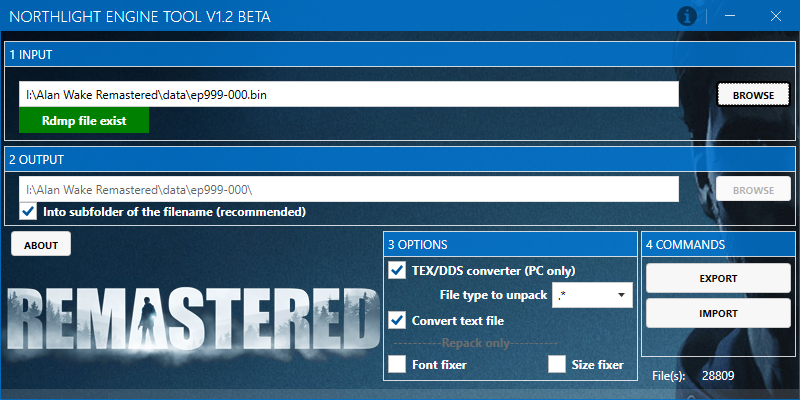 NORTHLIGHT ENGINE TOOL V1.2 BETA
1 INPUT
I:\Alan Wake Remastered\data\ep999-000.bin
BROWSE
Rdmp file exist
2 OUTPUT
I:\Alan Wake Remastered\data\ep999-000\
BROWSE
Into subfolder of the filename (recommended)
ABOUT
REMASTERED
3 OPTIONS
TEX/DDS converter (PC only)
File type to unpack .*
Convert text file
Repack only
Font fixer Size fixer
4 COMMANDS
EXPORT
IMPORT
File(s): 28809